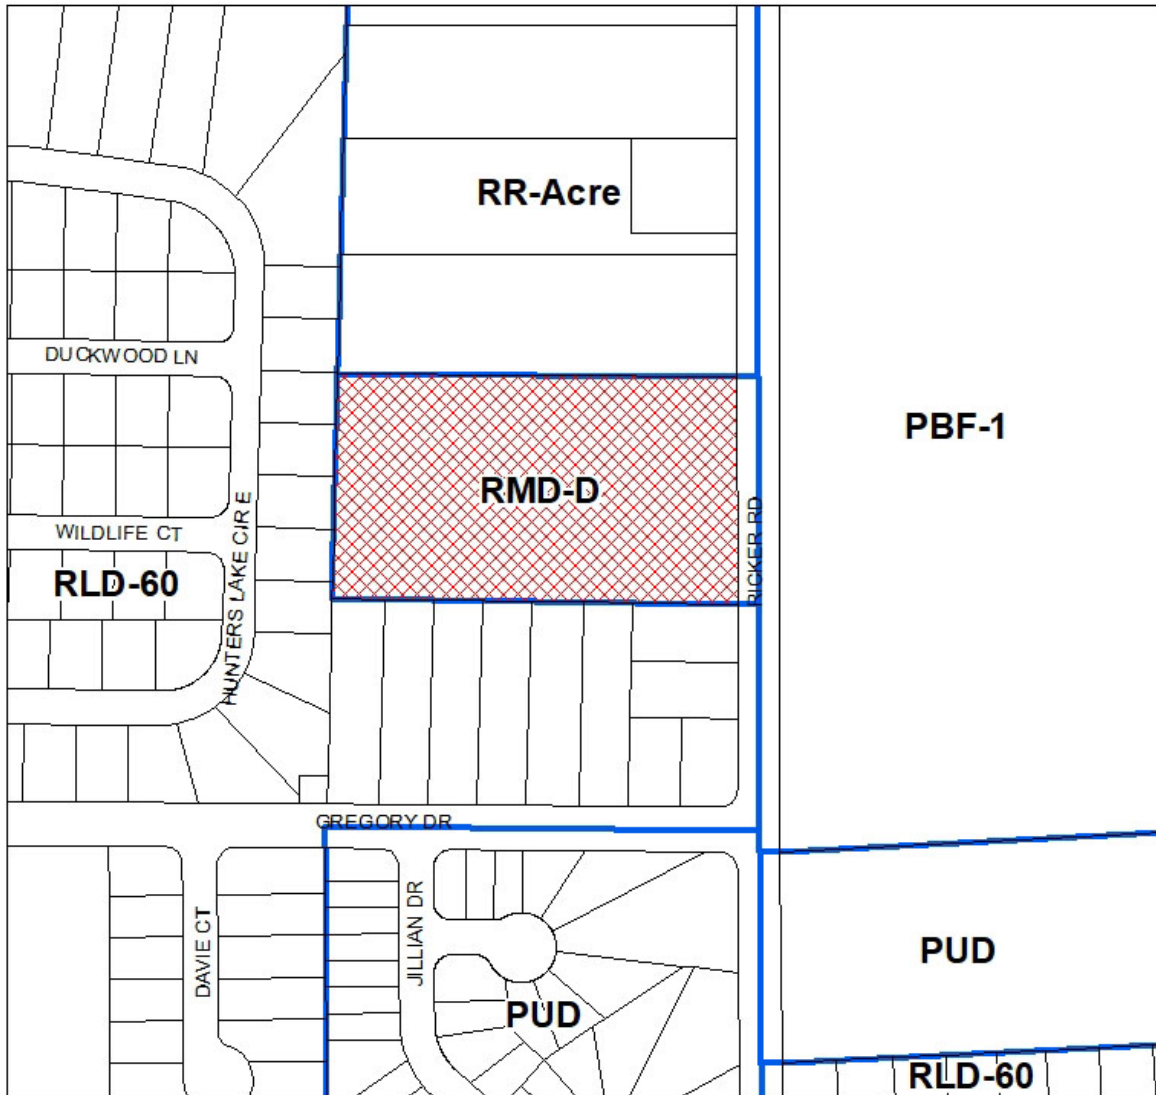 RR-Acre
DUCKWOOD LN
PBF-1
RMD-D
WILDLIFE CT
RICKER RD
HUNTERS LAKE CIR E
RLD-60
GREGORY DR
DAVIE CT
JILLIAN DR
PUD
PUD
RLD-60